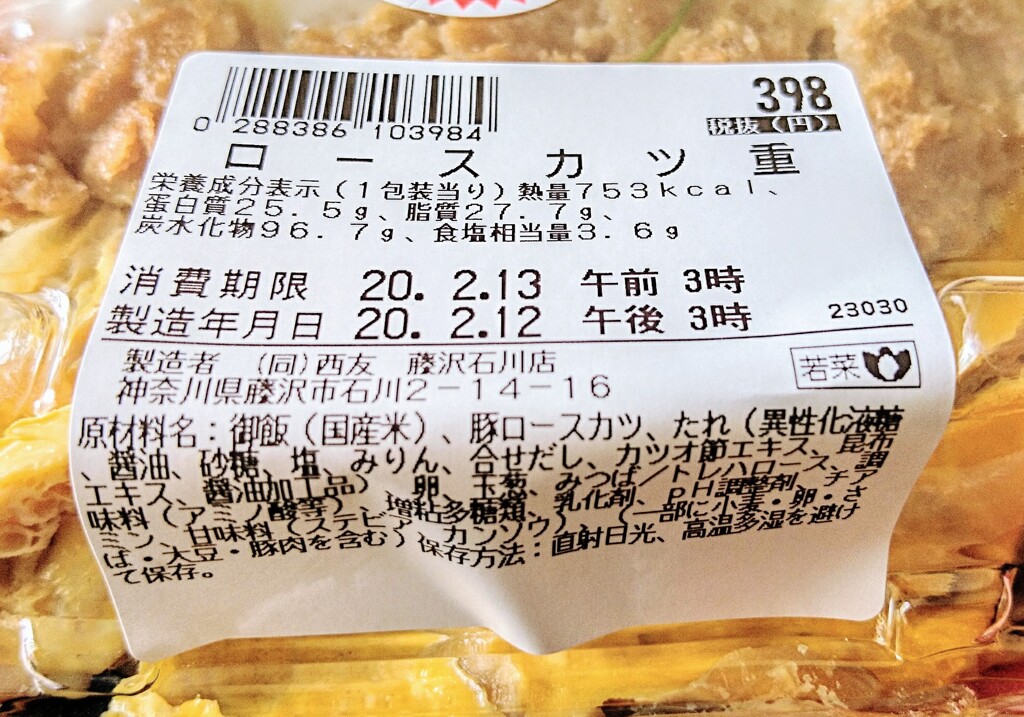 398
税抜(円)
0 288386 103984
ロースカツ重
栄養成分表示(1包装当り)熱量753kcal、
蛋白質25.5g、脂質27.7g、
炭水化物96.7g、食塩相当量3.6g
消費期限 20. 2.13 午前 3時
製造年月日 20. 2.12 午後 3時
23030
製造者 (同)西友 藤沢石川店
神奈川県藤沢市石川2-14-16
若菜
原材料名:御飯(国産米)、豚ロースカツ、たれ(異性化液糖
、醤油、砂糖、塩、みりん、合せだし、カツオ節エキス、昆布
エキス、醤油加工品)、卵、玉葱、みつば/トレハロース、調
味料(アミノ酸等)、増粘多糖類、乳化剤、pH調整剤、チア
ミン、甘味料(ステビア、カンゾウ)、(一部に小麦・卵・さ
ば・大豆・豚肉を含む)保存方法:直射日光、高温多湿を避け
て保存。